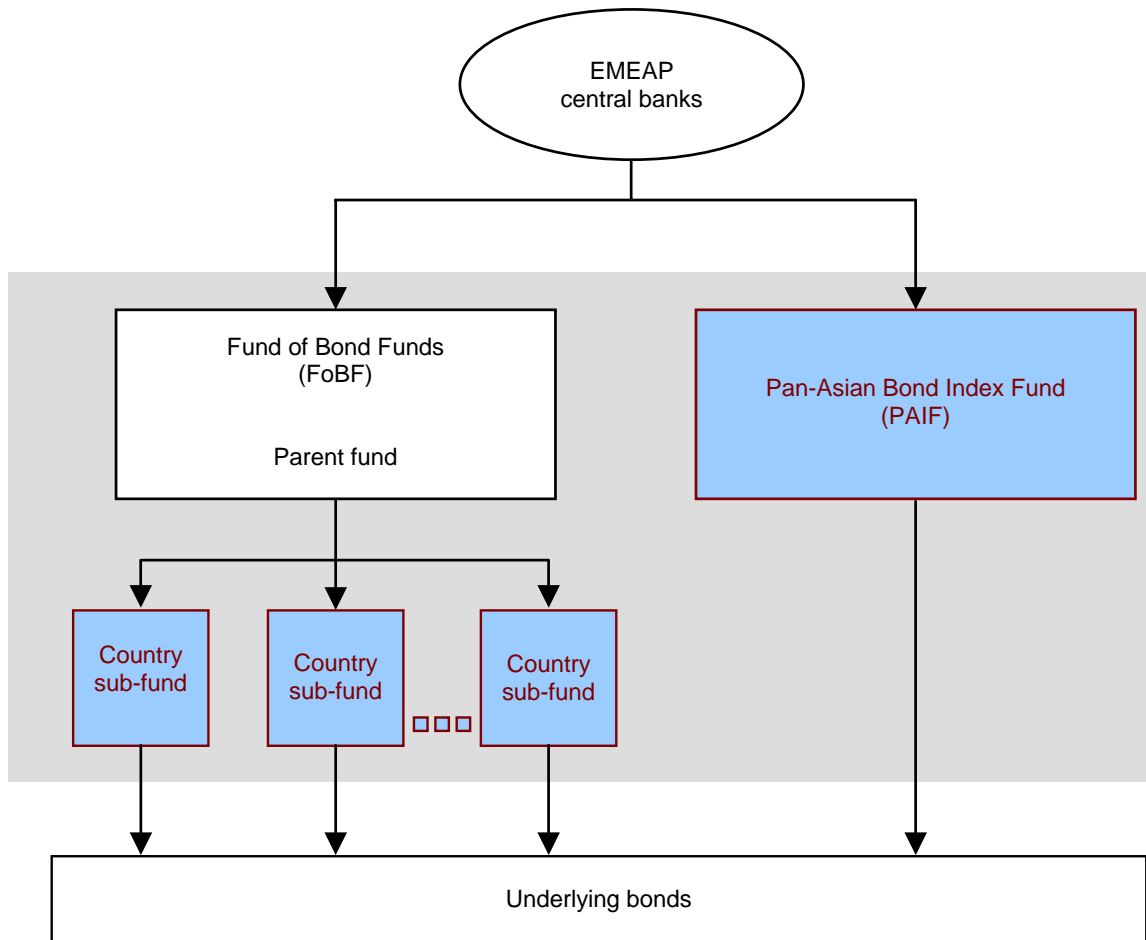 EMEAP
central banks
Fund of Bond Funds
(FoBF)
Parent fund
Pan-Asian Bond Index Fund
(PAIF)
Country
sub-fund
Country
sub-fund
Country
sub-fund
Underlying bonds